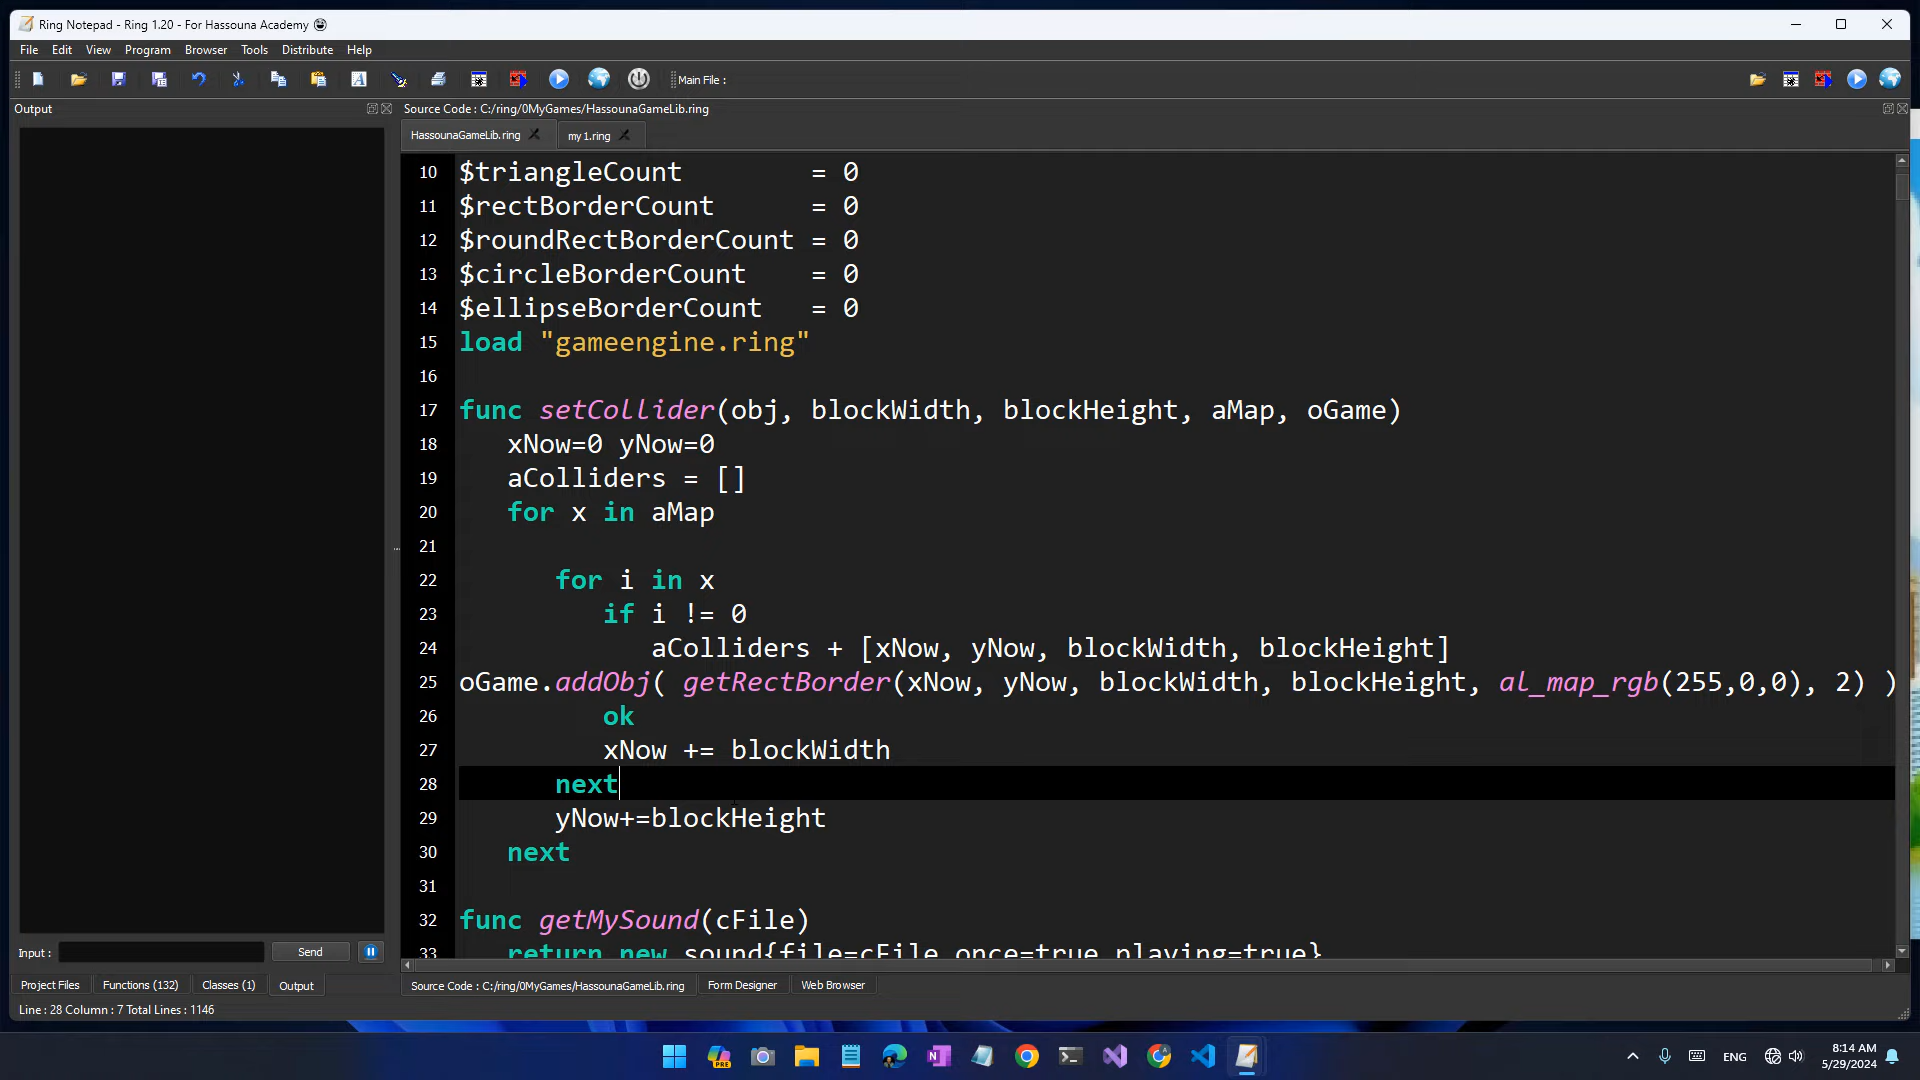 Ring Notepad - Ring 1.20 - For Hassouna Academy 😀
File Edit View Program Browser Tools Distribute Help
Main File :
Output
Source Code : C:/ring/0MyGames/HassounaGameLib.ring
HassounaGameLib.ring my 1.ring
10 $triangleCount = 0
11 $rectBorderCount = 0
12 $roundRectBorderCount = 0
13 $circleBorderCount = 0
14 $ellipseBorderCount = 0
15 load "gameengine.ring"
16
17 func setCollider(obj, blockWidth, blockHeight, aMap, oGame)
18 xNow=0 yNow=0
19 aColliders = []
20 for x in aMap
21
22 for i in x
23 if i != 0
24 aColliders + [xNow, yNow, blockWidth, blockHeight]
25 oGame.addObj( getRectBorder(xNow, yNow, blockWidth, blockHeight, al_map_rgb(255,0,0), 2) )
26 ok
27 xNow += blockWidth
28 next
29 yNow+=blockHeight
30 next
31
32 func getMySound(cFile)
33 return new sound{file=cFile once=true playing=true}
Input : Send
Project Files Functions (132) Classes (1) Output
Source Code : C:/ring/0MyGames/HassounaGameLib.ring Form Designer Web Browser
Line : 28 Column : 7 Total Lines : 1146
PRE
ENG
8:14 AM
5/29/2024